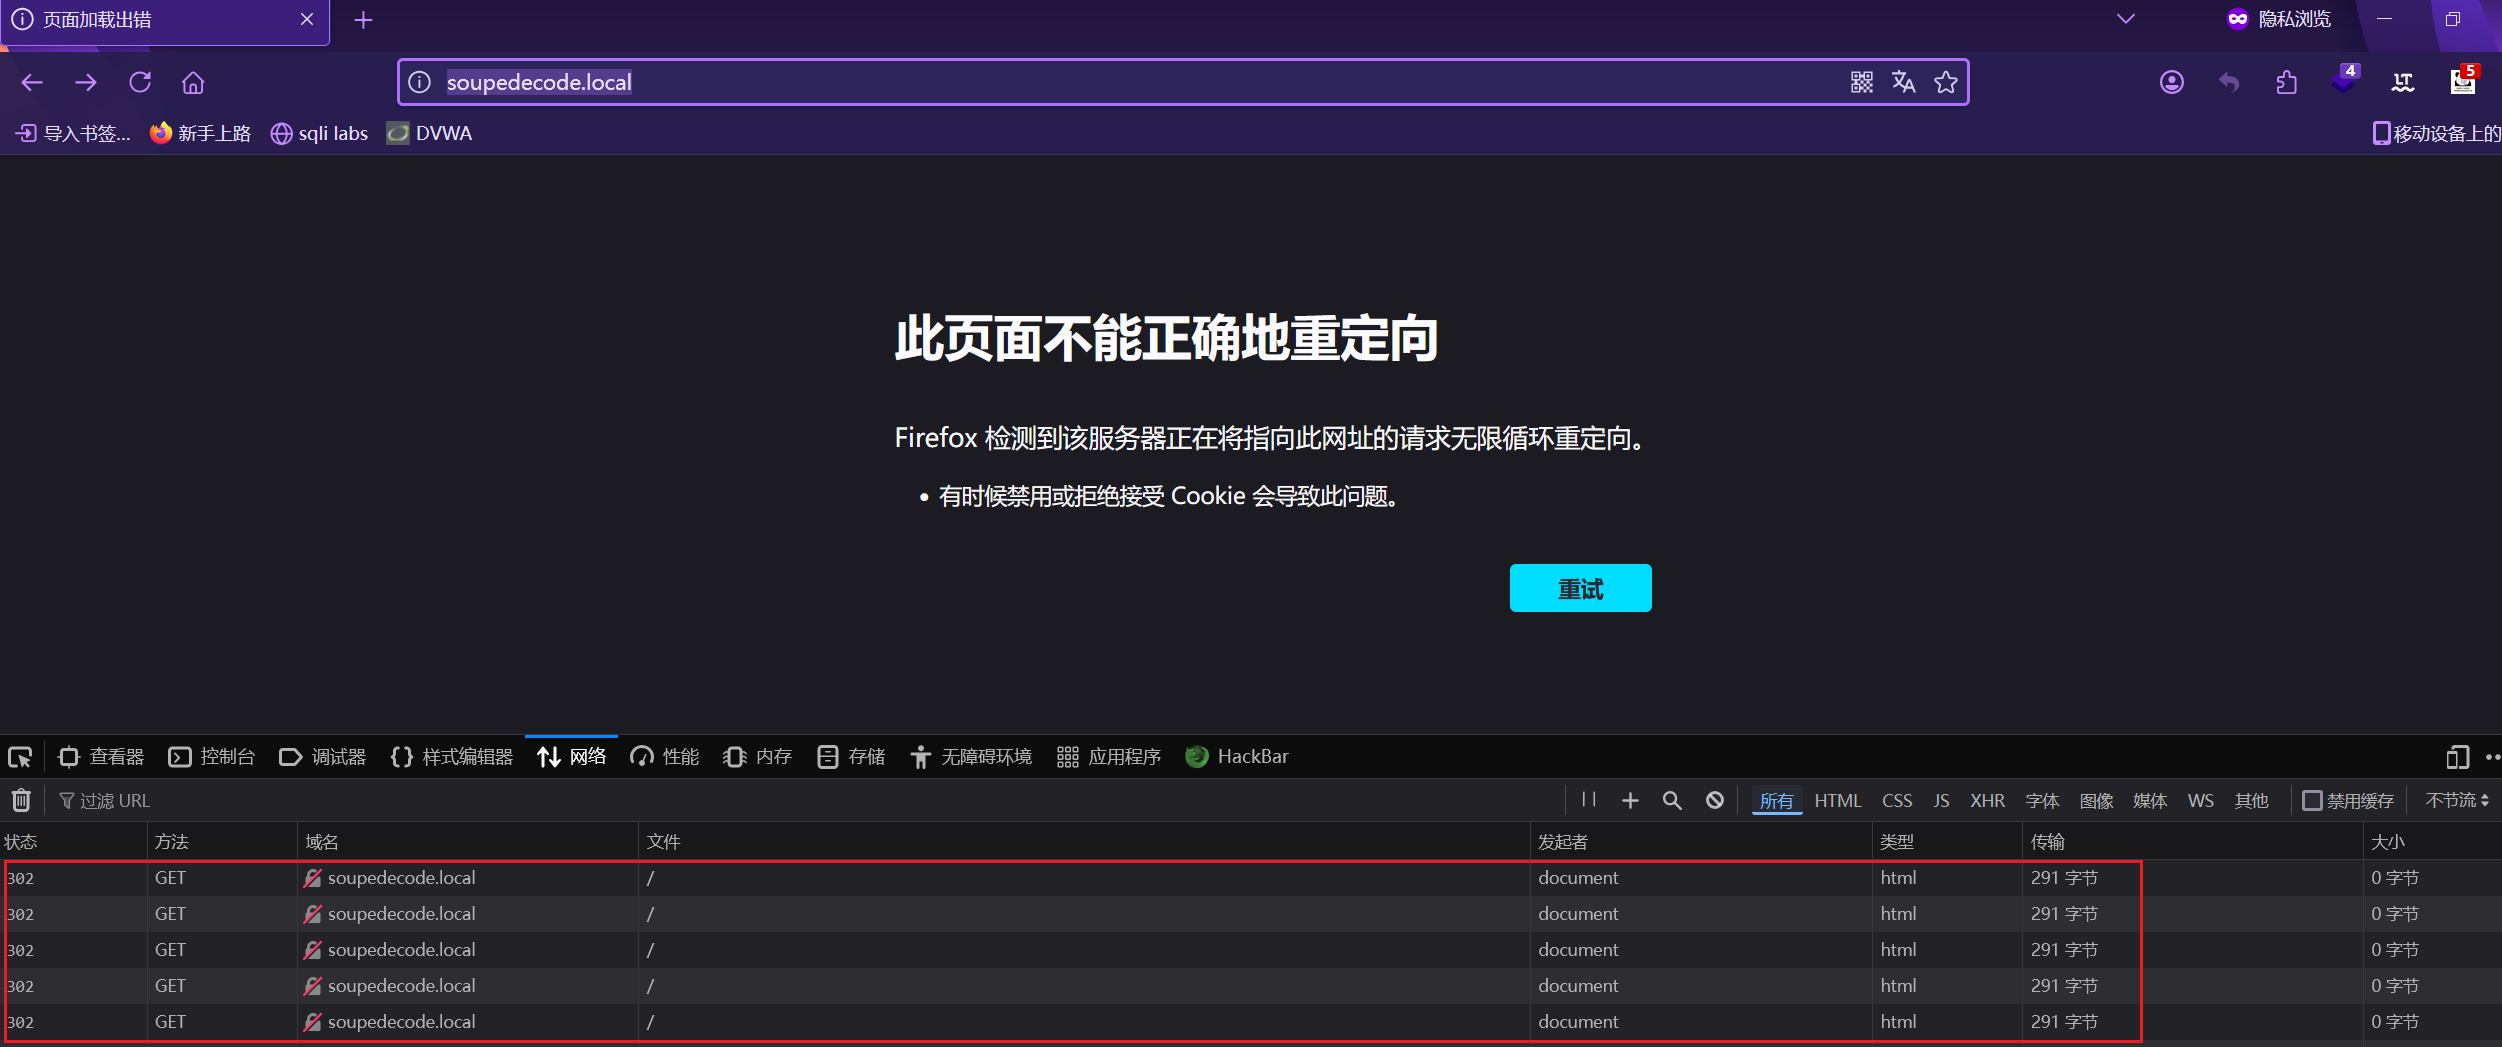 页面加载出错
隐私浏览
soupedecode.local
4
5
导入书签... 新手上路 sqli labs DVWA 移动设备上的
此页面不能正确地重定向
Firefox 检测到该服务器正在将指向此网址的请求无限循环重定向。
• 有时候禁用或拒绝接受 Cookie 会导致此问题。
重试
查看器 控制台 调试器 样式编辑器 网络 性能 内存 存储 无障碍环境 应用程序 HackBar
过滤 URL 所有 HTML CSS JS XHR 字体 图像 媒体 WS 其他 禁用缓存 不节流
状态 方法 域名 文件 发起者 类型 传输 大小
302 GET soupedecode.local / document html 291 字节 0 字节
302 GET soupedecode.local / document html 291 字节 0 字节
302 GET soupedecode.local / document html 291 字节 0 字节
302 GET soupedecode.local / document html 291 字节 0 字节
302 GET soupedecode.local / document html 291 字节 0 字节